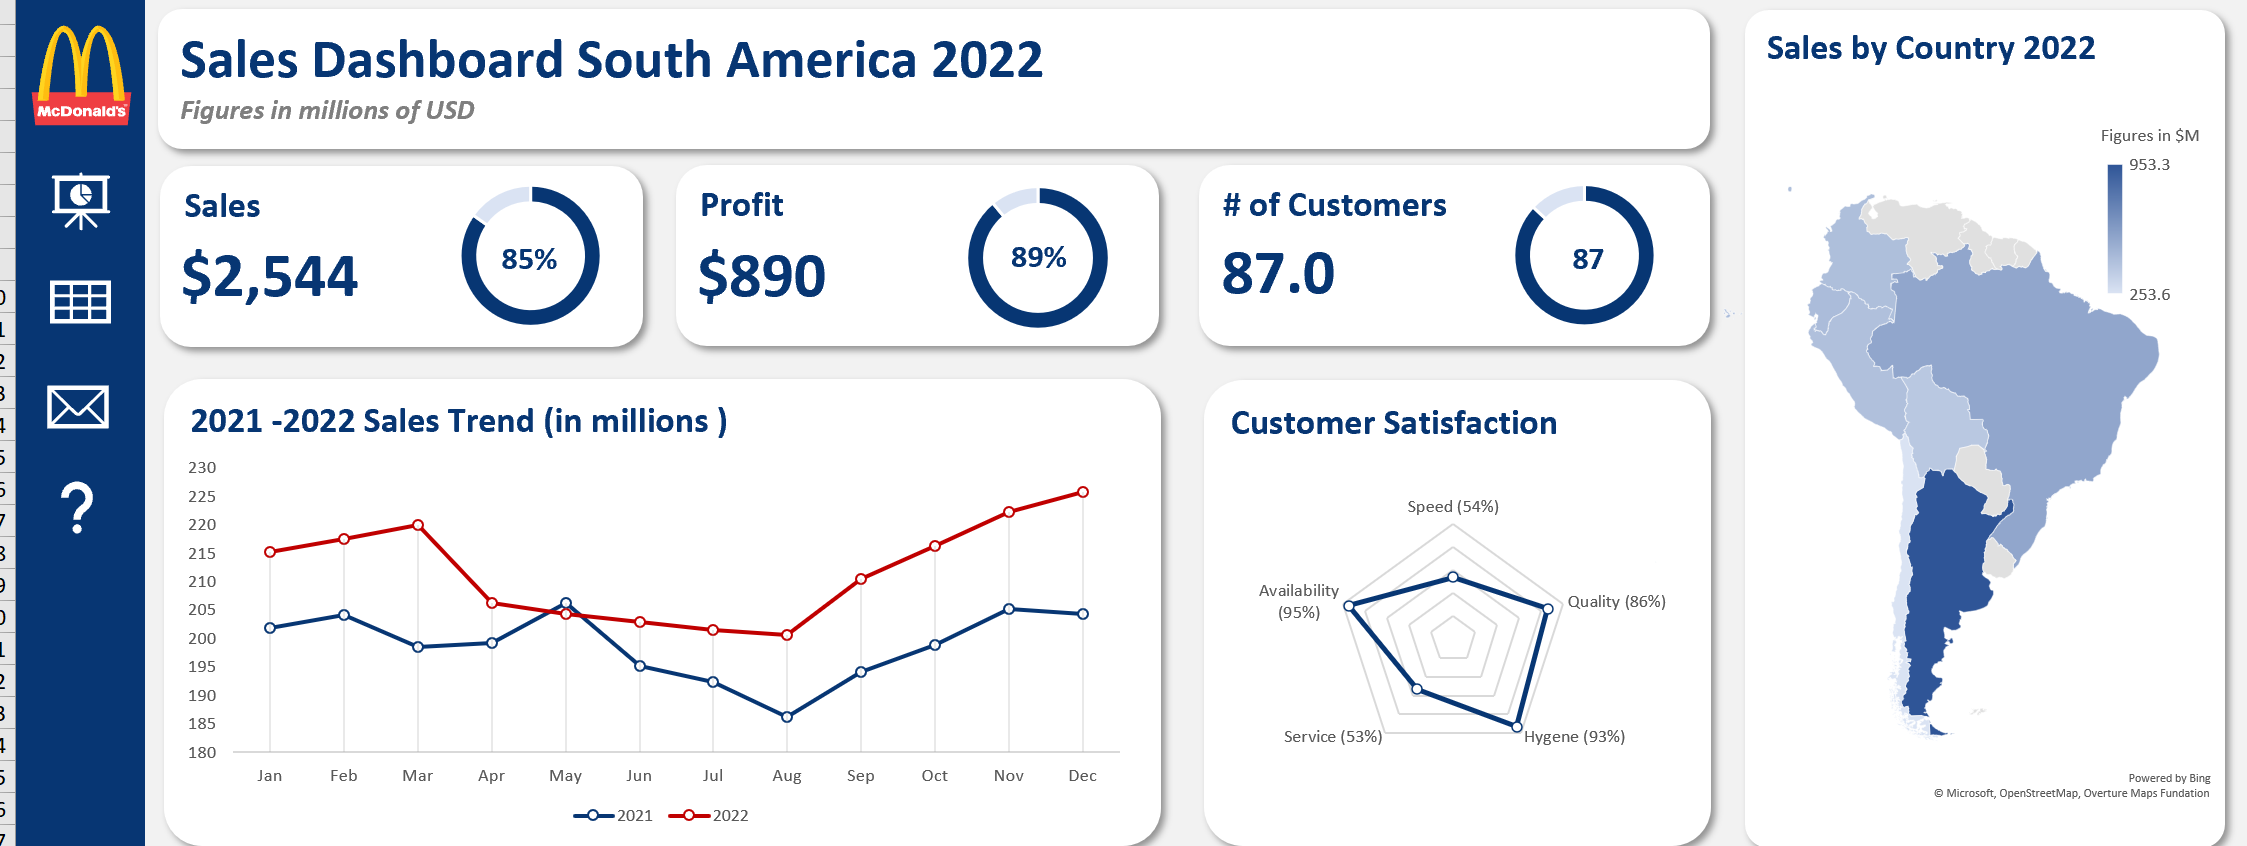 McDonald's
Sales Dashboard South America 2022
Figures in millions of USD
Sales
$2,544
85%
Profit
$890
89%
# of Customers
87.0
87
2021 -2022 Sales Trend (in millions )
230
225
220
215
210
205
200
195
190
185
180
Jan Feb Mar Apr May Jun Jul Aug Sep Oct Nov Dec
2021 2022
Customer Satisfaction
Speed (54%)
Quality (86%)
Hygene (93%)
Service (53%)
Availability
(95%)
Sales by Country 2022
Figures in $M
953.3
253.6
Powered by Bing
© Microsoft, OpenStreetMap, Overture Maps Fundation